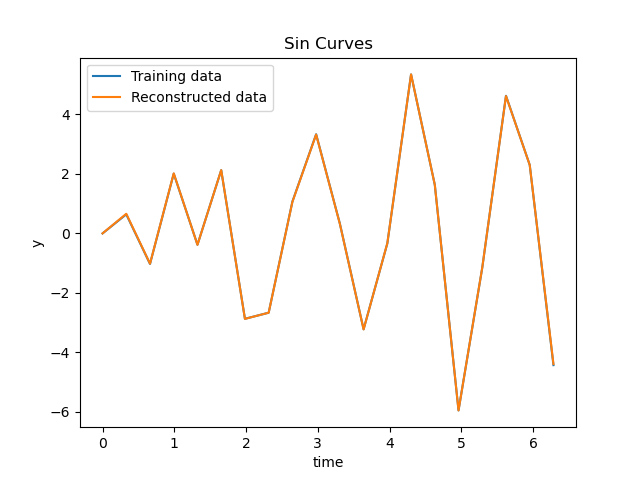 Sin Curves
Training data
Reconstructed data
y
4
2
0
−2
−4
−6
0 1 2 3 4 5 6
time